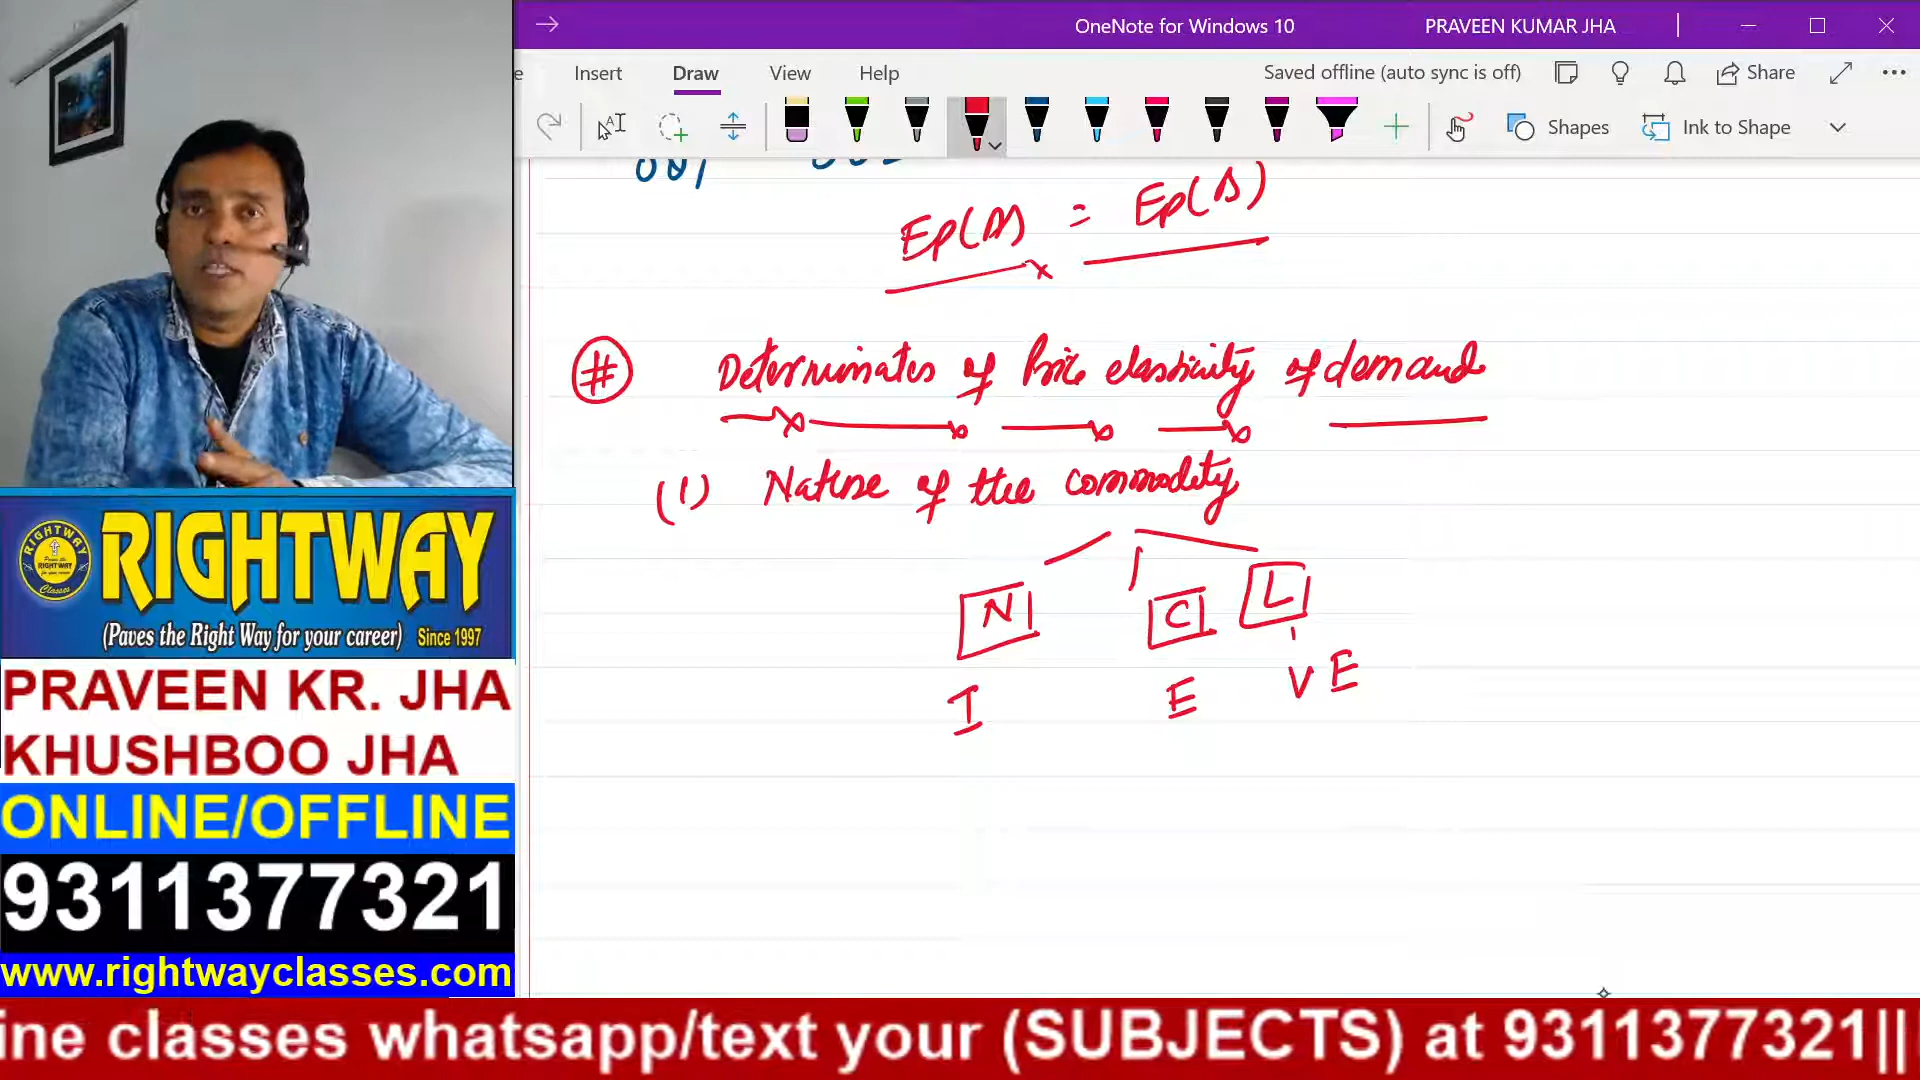 OneNote for Windows 10 PRAVEEN KUMAR JHA
Insert Draw View Help Saved offline (auto sync is off) Share
Shapes Ink to Shape
Ep(A) = Ep(B)
# Determinates of Price elasticity of demand
(1) Nature of the commodity
N C L
I E VE
RIGHTWAY
Classes
RIGHTWAY
(Paves the Right Way for your career) Since 1997
PRAVEEN KR. JHA
KHUSHBOO JHA
ONLINE/OFFLINE
9311377321
www.rightwayclasses.com
ine classes whatsapp/text your (SUBJECTS) at 9311377321||